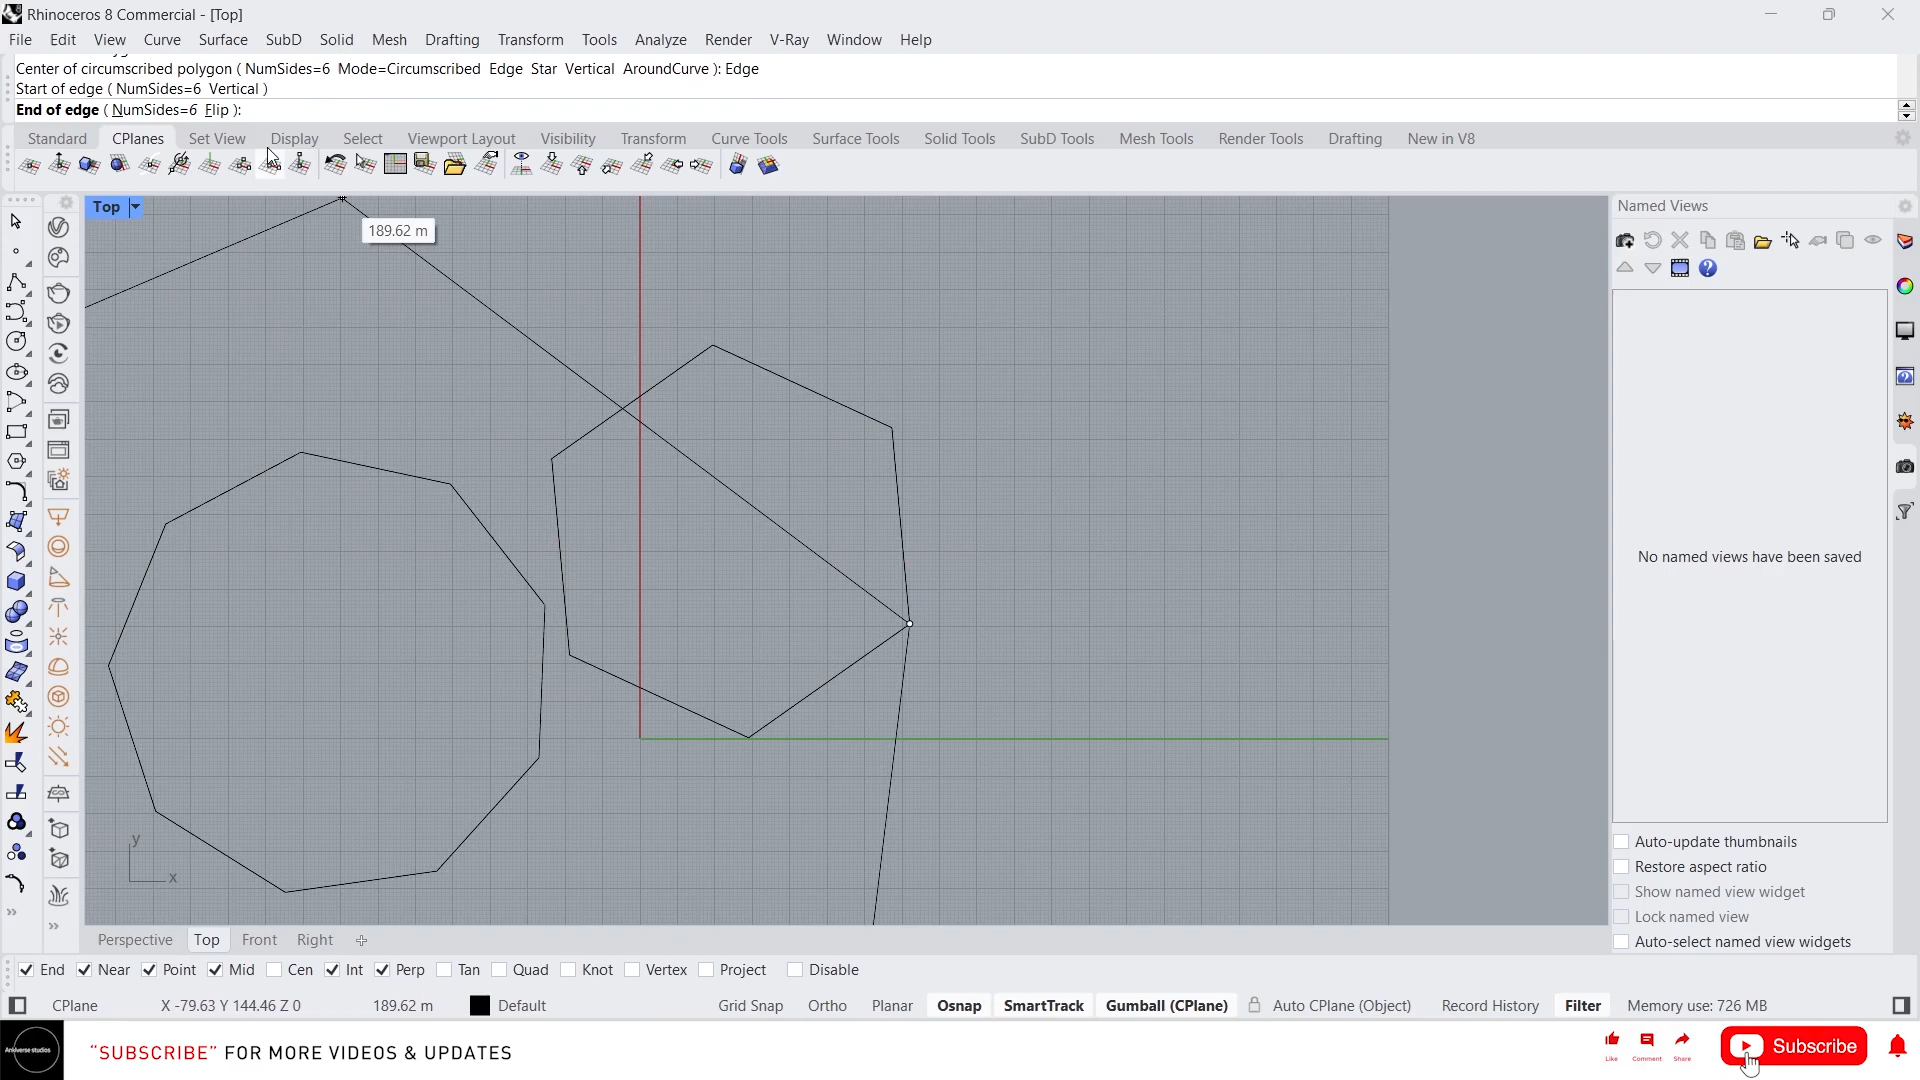 Rhinoceros 8 Commercial - [Top]
File Edit View Curve Surface SubD Solid Mesh Drafting Transform Tools Analyze Render V-Ray Window Help
Center of circumscribed polygon ( NumSides=6 Mode=Circumscribed Edge Star Vertical AroundCurve ): Edge
Start of edge ( NumSides=6 Vertical )
End of edge ( NumSides=6 Flip ):
Standard CPlanes Set View Display Select Viewport Layout Visibility Transform Curve Tools Surface Tools Solid Tools SubD Tools Mesh Tools Render Tools Drafting New in V8
Top
189.62 m
Named Views
No named views have been saved
y
x
Auto-update thumbnails
Restore aspect ratio
Show named view widget
Lock named view
Auto-select named view widgets
Perspective Top Front Right
End Near Point Mid Cen Int Perp Tan Quad Knot Vertex Project Disable
CPlane X -79.63 Y 144.46 Z 0 189.62 m Default Grid Snap Ortho Planar Osnap SmartTrack Gumball (CPlane) Auto CPlane (Object) Record History Filter Memory use: 726 MB
"SUBSCRIBE" FOR MORE VIDEOS & UPDATES
Like Comment Share
Subscribe